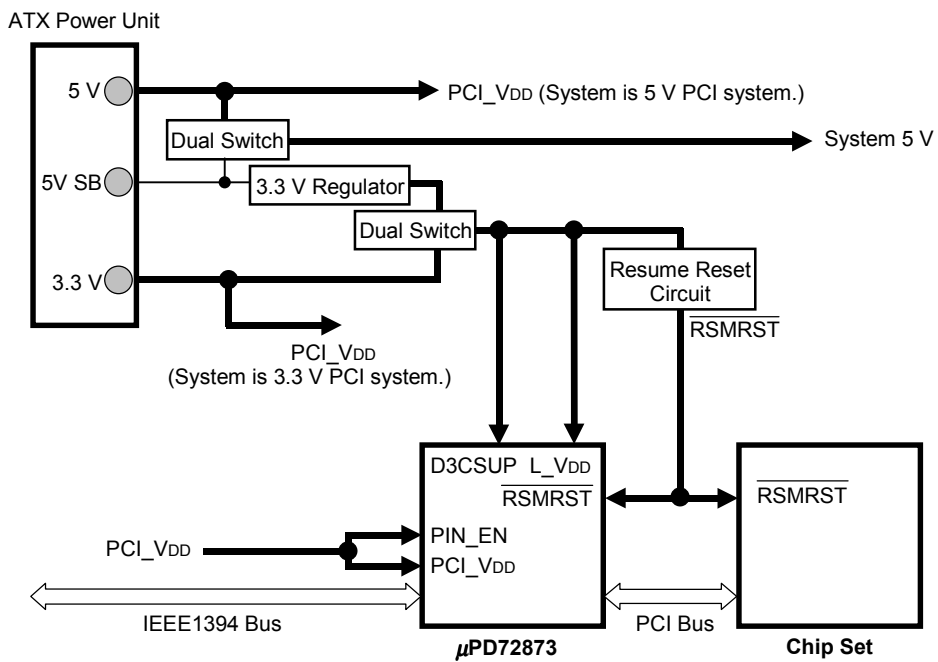 ATX Power Unit
5 V
PCI_VDD (System is 5 V PCI system.)
Dual Switch
System 5 V
5V SB
3.3 V Regulator
Dual Switch
3.3 V
Resume Reset
Circuit
RSMRST
PCI_VDD
(System is 3.3 V PCI system.)
D3CSUP L_VDD
RSMRST
RSMRST
PCI_VDD
PIN_EN
PCI_VDD
IEEE1394 Bus
PCI Bus
μPD72873
Chip Set